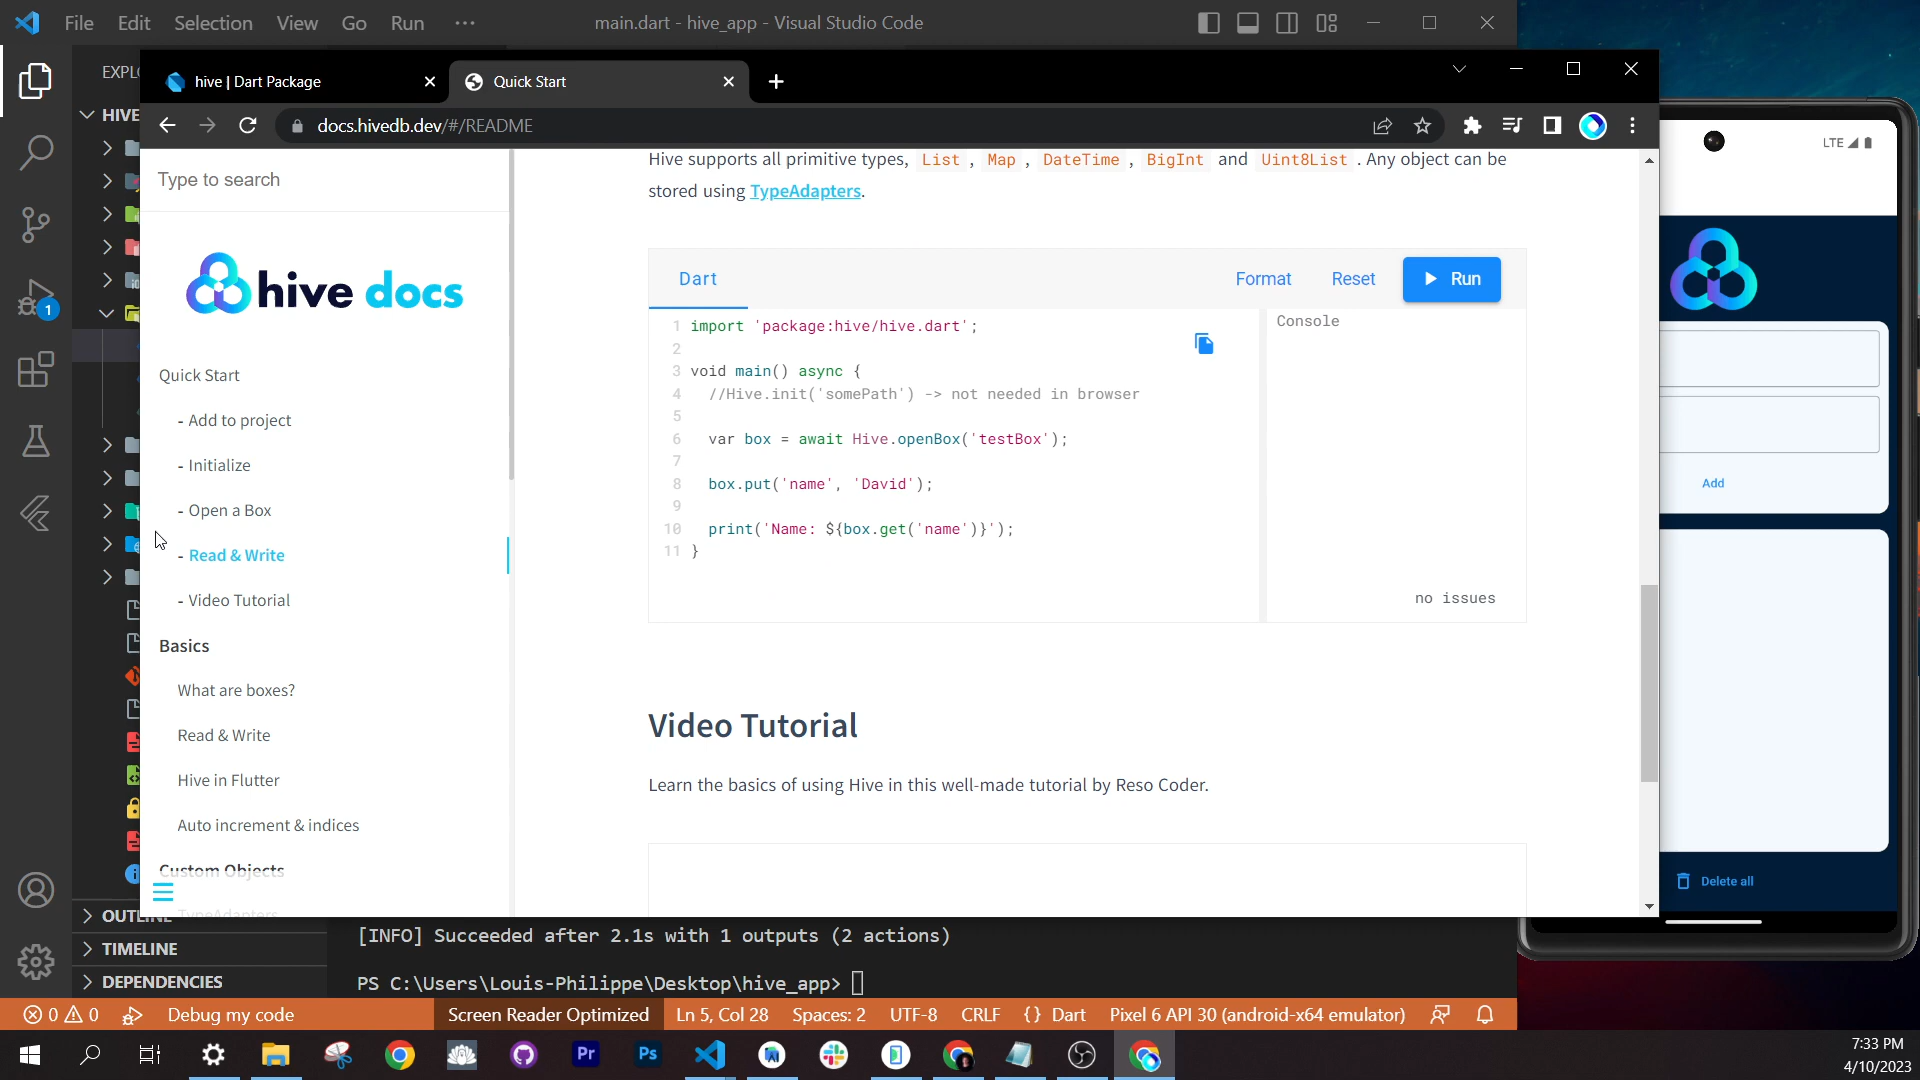 File Edit Selection View Go Run ··· main.dart - hive_app - Visual Studio Code
EXPL
HIVE
hive | Dart Package
Quick Start
docs.hivedb.dev/#/README
Type to search
hive docs
Quick Start
- Add to project
- Initialize
- Open a Box
- Read & Write
- Video Tutorial
Basics
What are boxes?
Read & Write
Hive in Flutter
Auto increment & indices
Custom Objects
TypeAdapters
Hive supports all primitive types, List , Map , DateTime , BigInt and Uint8List . Any object can be
stored using TypeAdapters.
Dart Format Reset Run
Console
1 import 'package:hive/hive.dart';
2
3 void main() async {
4 //Hive.init('somePath') -> not needed in browser
5
6 var box = await Hive.openBox('testBox');
7
8 box.put('name', 'David');
9
10 print('Name: ${box.get('name')}');
11 }
no issues
Video Tutorial
Learn the basics of using Hive in this well-made tutorial by Reso Coder.
LTE
Add
Delete all
OUTLINE
TIMELINE
DEPENDENCIES
[INFO] Succeeded after 2.1s with 1 outputs (2 actions)
PS C:\Users\Louis-Philippe\Desktop\hive_app>
1
0 0 Debug my code Screen Reader Optimized Ln 5, Col 28 Spaces: 2 UTF-8 CRLF {} Dart Pixel 6 API 30 (android-x64 emulator)
Pr
Ps
7:33 PM
4/10/2023